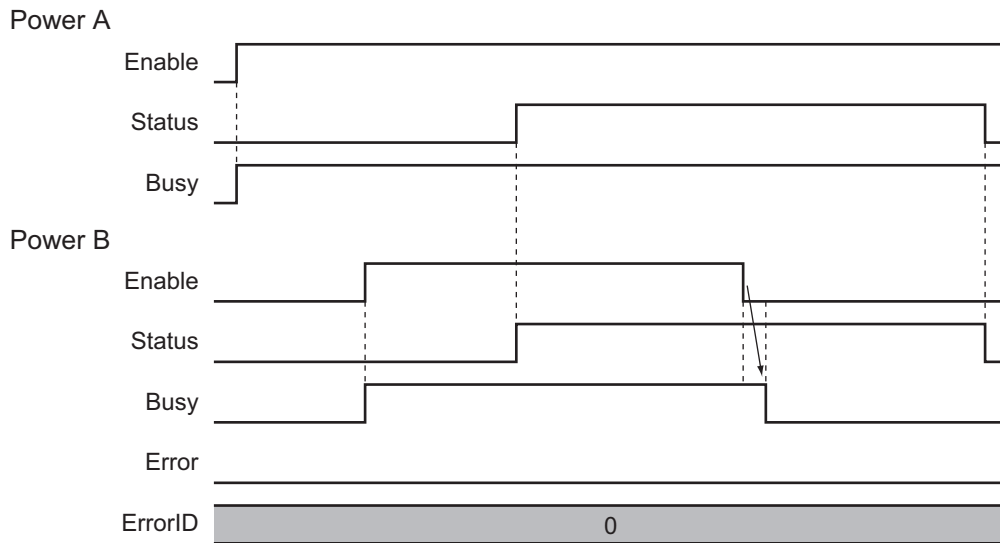 Power A
Enable
Status
Busy
Power B
Enable
Status
Busy
Error
ErrorID
0